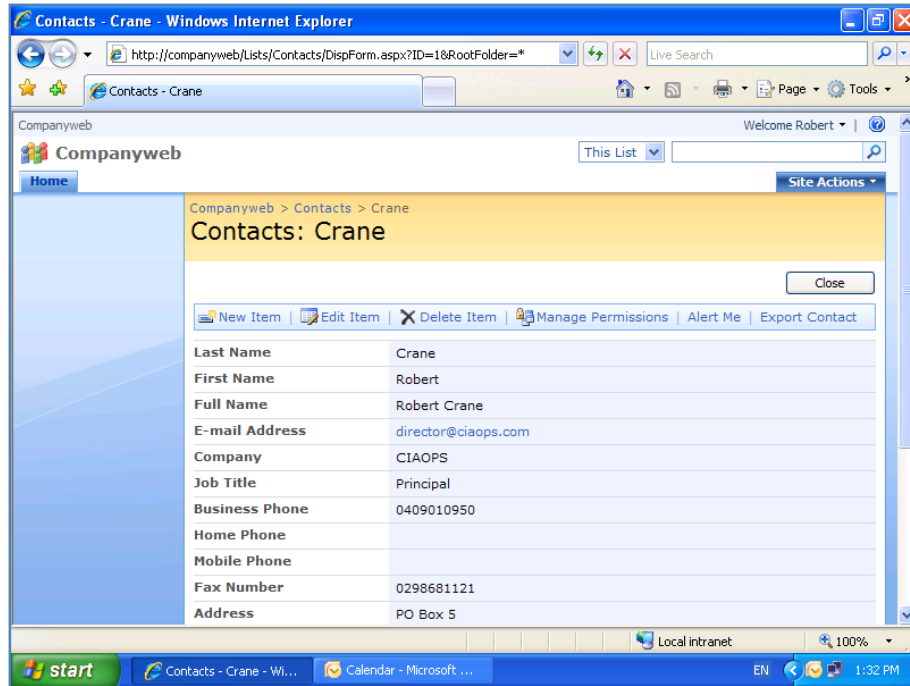 Contacts - Crane - Windows Internet Explorer
http://companyweb/Lists/Contacts/DispForm.aspx?ID=1&RootFolder=*
Live Search
Contacts - Crane
Page
Tools
Companyweb
Welcome Robert
Companyweb
This List
Home
Site Actions
Companyweb > Contacts > Crane
Contacts: Crane
Close
New Item | Edit Item | Delete Item | Manage Permissions | Alert Me | Export Contact
Last Name Crane
First Name Robert
Full Name Robert Crane
E-mail Address director@ciaops.com
Company CIAOPS
Job Title Principal
Business Phone 0409010950
Home Phone
Mobile Phone
Fax Number 0298681121
Address PO Box 5
Local intranet 100%
start Contacts - Crane - Wi... Calendar - Microsoft ... EN 1:32 PM